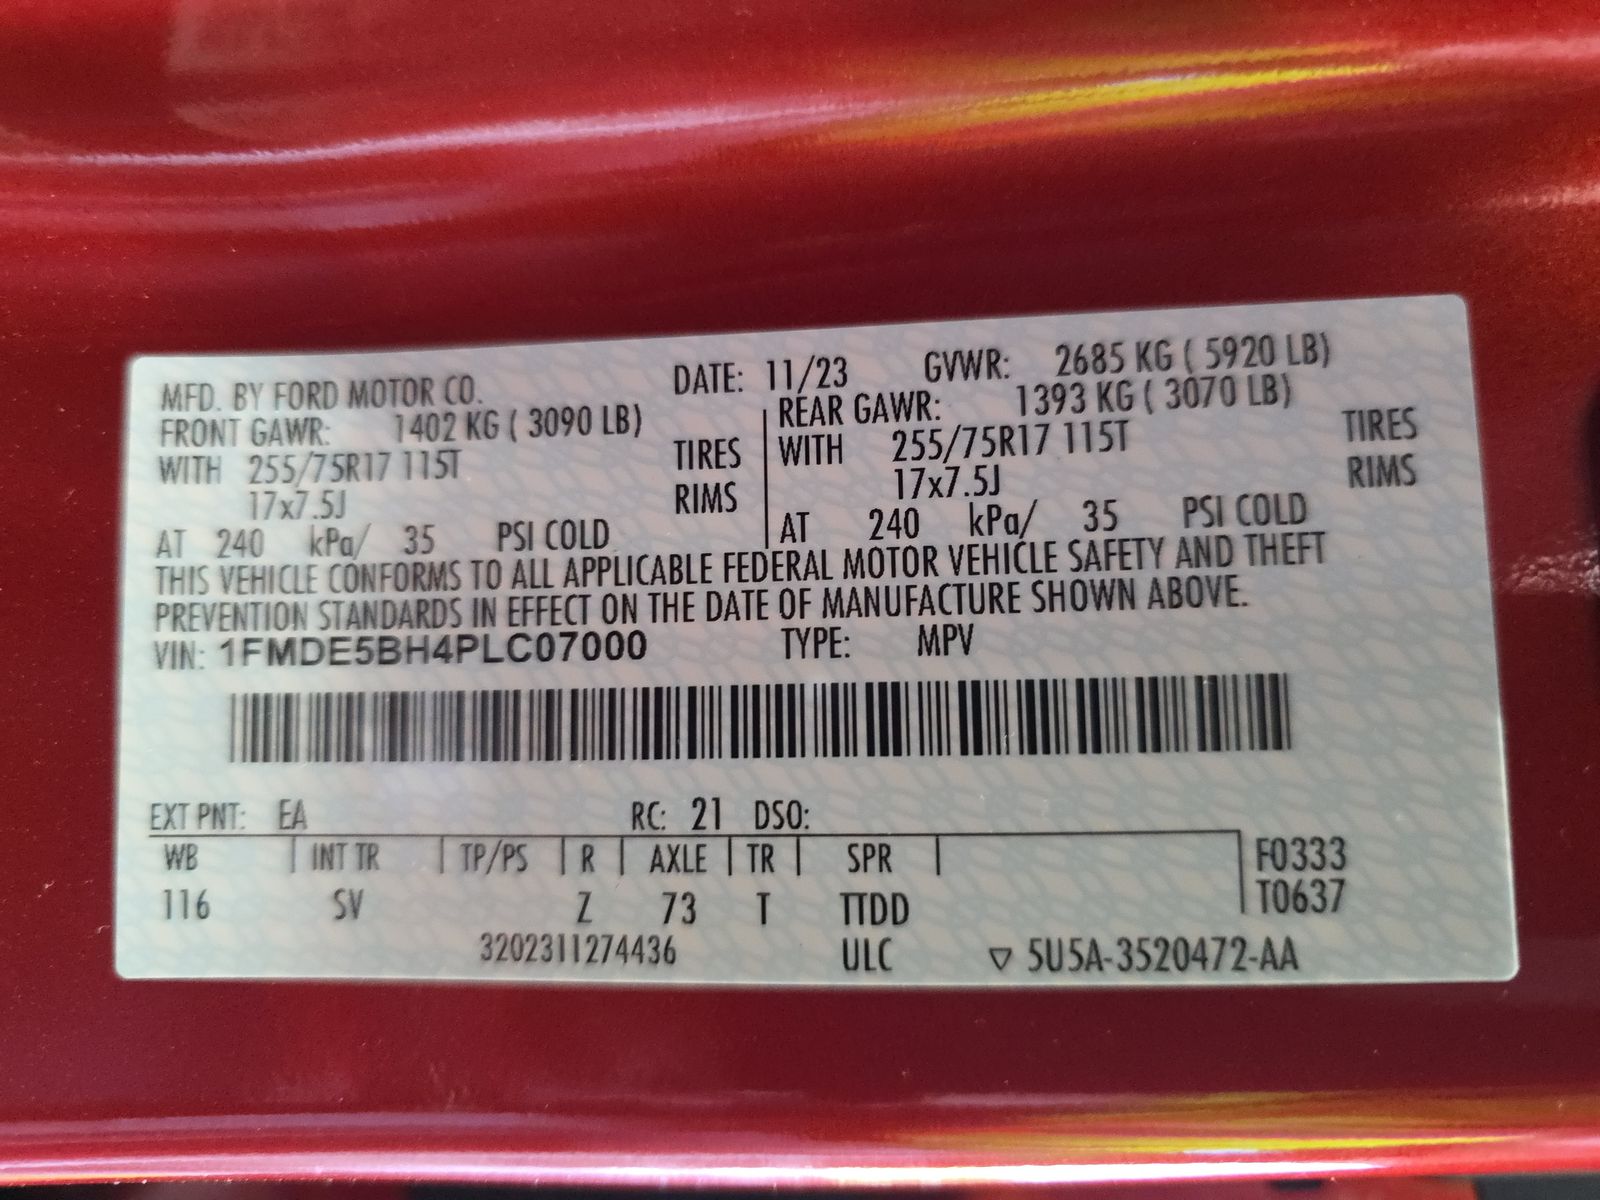 MFD. BY FORD MOTOR CO. DATE: 11/23 GVWR: 2685 KG ( 5920 LB)
FRONT GAWR: 1402 KG ( 3090 LB) REAR GAWR: 1393 KG ( 3070 LB)
WITH 255/75R17 115T TIRES WITH 255/75R17 115T TIRES
17x7.5J RIMS 17x7.5J RIMS
AT 240 kPa/ 35 PSI COLD AT 240 kPa/ 35 PSI COLD
THIS VEHICLE CONFORMS TO ALL APPLICABLE FEDERAL MOTOR VEHICLE SAFETY AND THEFT
PREVENTION STANDARDS IN EFFECT ON THE DATE OF MANUFACTURE SHOWN ABOVE.
VIN: 1FMDE5BH4PLC07000 TYPE: MPV
EXT PNT: EA RC: 21 DSO:
WB INT TR TP/PS R AXLE TR SPR F0333
116 SV Z 73 T TTDD T0637
3202311274436 ULC ▽ 5U5A-3520472-AA